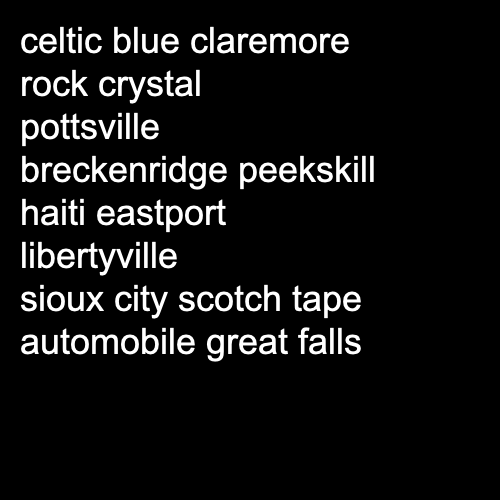 celtic blue claremore
rock crystal
pottsville
breckenridge peekskill
haiti eastport
libertyville
sioux city scotch tape
automobile great falls